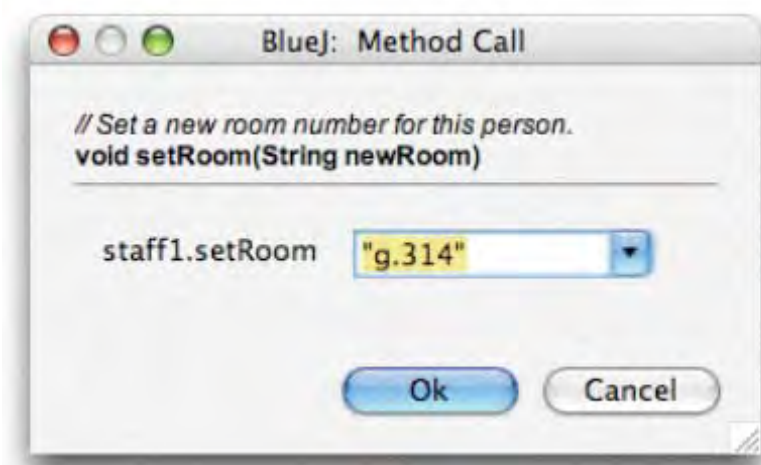 BlueJ: Method Call
// Set a new room number for this person.
void setRoom(String newRoom)
staff1.setRoom "g.314"
Ok Cancel